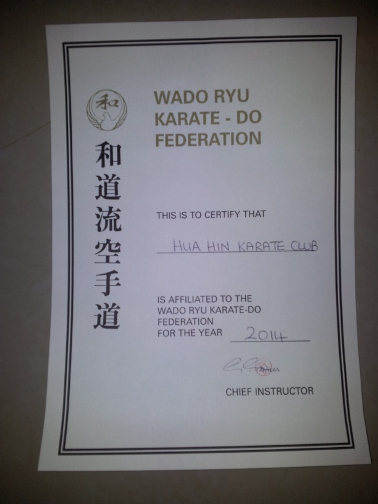 和
WADO RYU
KARATE - DO
FEDERATION
和道流空手道
THIS IS TO CERTIFY THAT
HUA HIN KARATE CLUB
IS AFFILIATED TO THE
WADO RYU KARATE-DO
FEDERATION
FOR THE YEAR 2014
CHIEF INSTRUCTOR